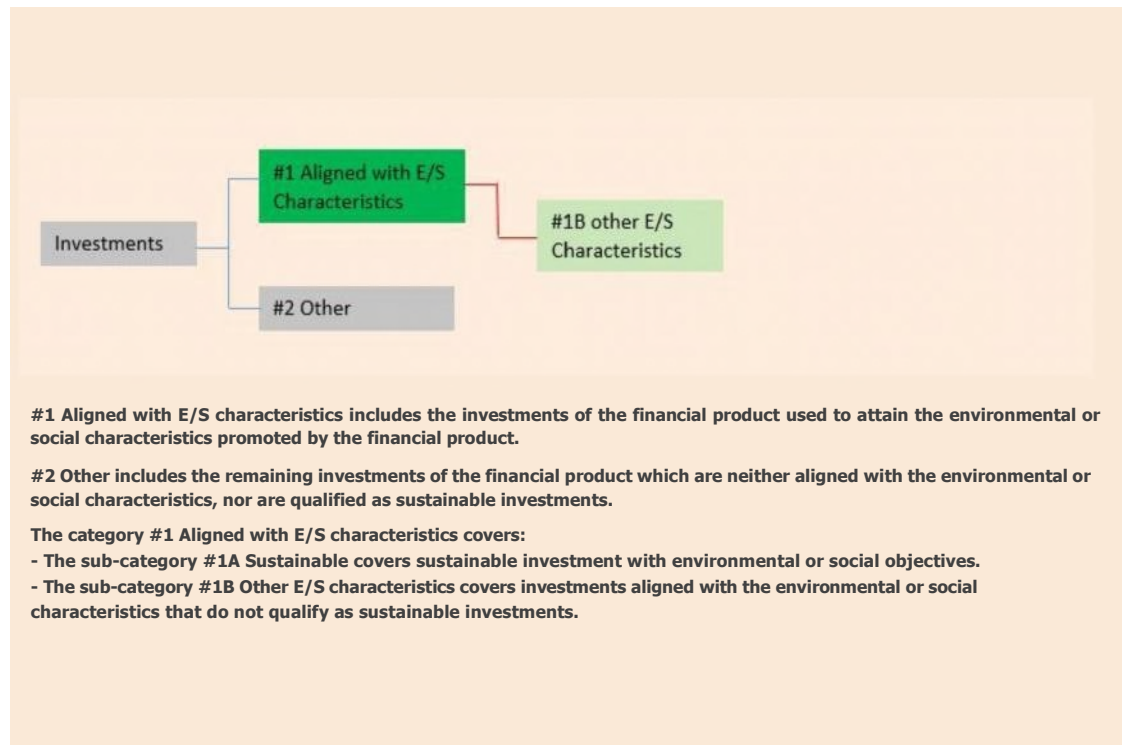 #1 Aligned with E/S
Characteristics
#1B other E/S
Characteristics
Investments
#2 Other
#1 Aligned with E/S characteristics includes the investments of the financial product used to attain the environmental or
social characteristics promoted by the financial product.
#2 Other includes the remaining investments of the financial product which are neither aligned with the environmental or
social characteristics, nor are qualified as sustainable investments.
The category #1 Aligned with E/S characteristics covers:
- The sub-category #1A Sustainable covers sustainable investment with environmental or social objectives.
- The sub-category #1B Other E/S characteristics covers investments aligned with the environmental or social
characteristics that do not qualify as sustainable investments.